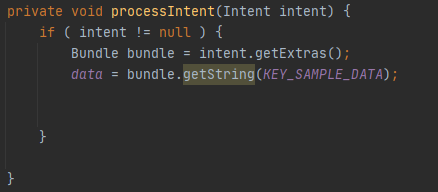 private void processIntent(Intent intent) {
if ( intent != null ) {
Bundle bundle = intent.getExtras();
data = bundle.getString(KEY_SAMPLE_DATA);
}
}